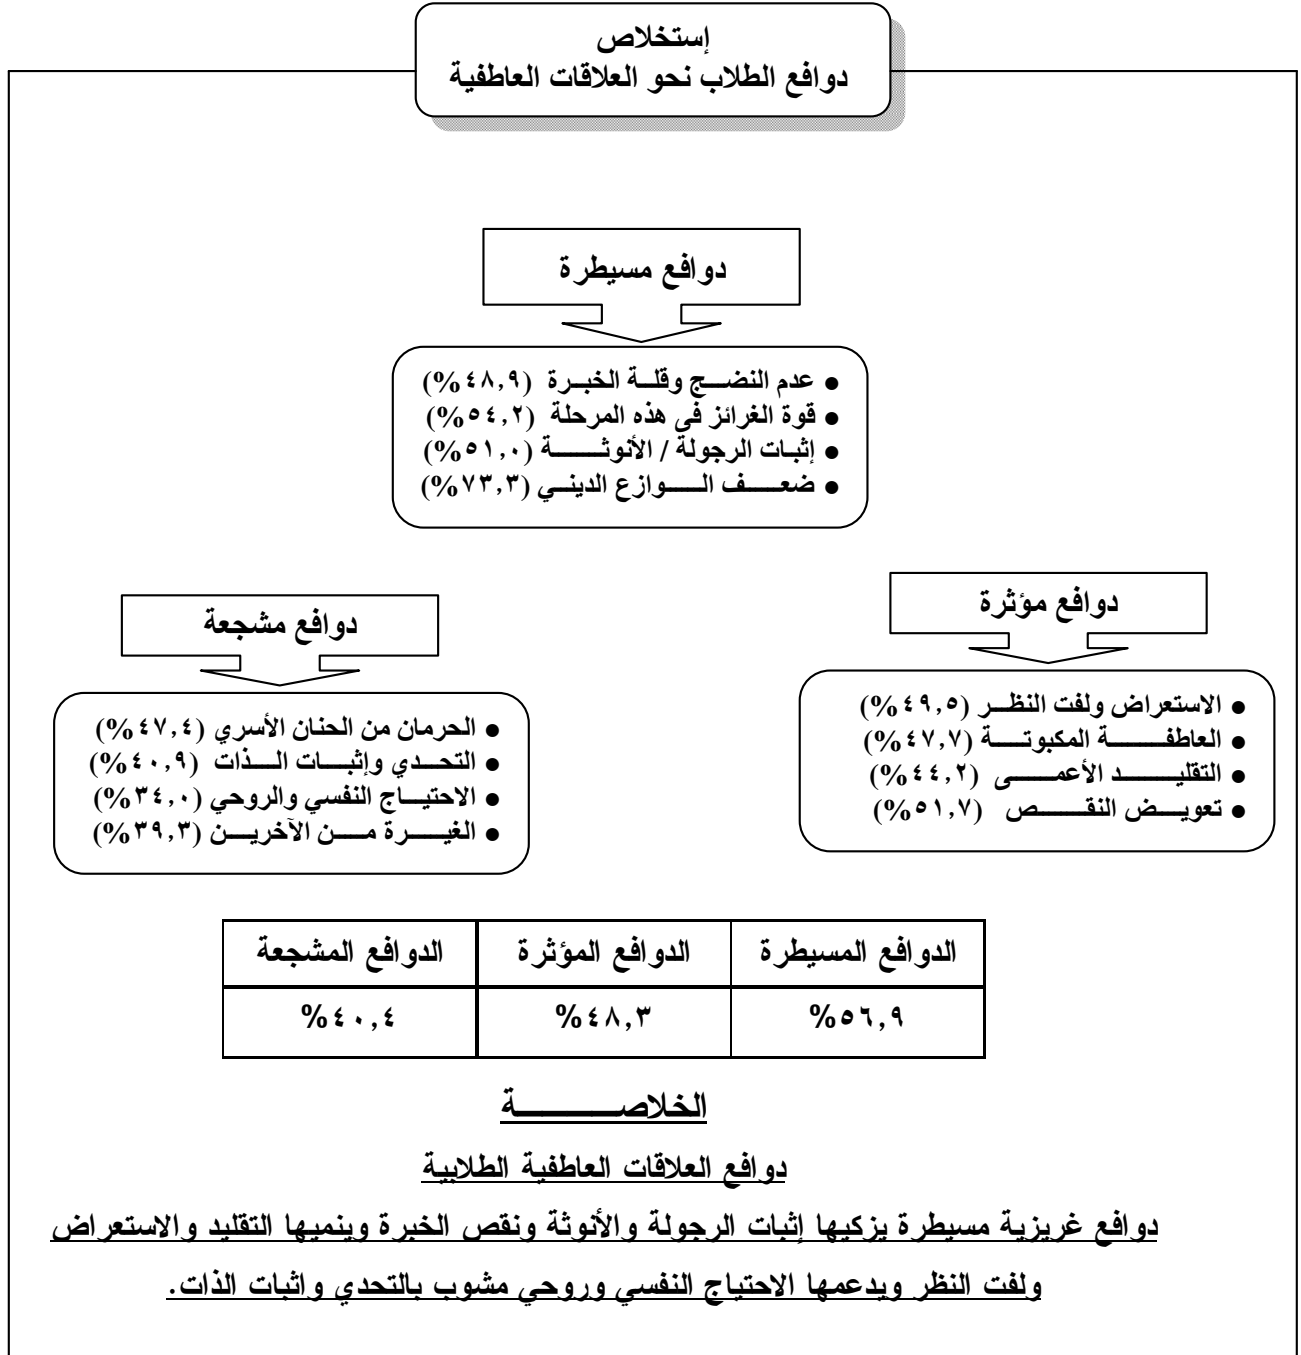 إستخلاص
دوافع الطلاب نحو العلاقات العاطفية
دوافع مسيطرة
● عدم النضج وقلة الخبرة (٤٨,٩%)
● قوة الغرائز في هذه المرحلة (٥٤,٢%)
● إثبات الرجولة / الأنوثة (٥١,٠%)
● ضعف الوازع الديني (٧٣,٣%)
دوافع مؤثرة
● الاستعراض ولفت النظر (٤٩,٥%)
● العاطفة المكبوتة (٤٧,٧%)
● التقليد الأعمى (٤٤,٢%)
● تعويض النقص (٥١,٧%)
دوافع مشجعة
● الحرمان من الحنان الأسري (٤٧,٤%)
● التحدي وإثبات الذات (٤٠,٩%)
● الاحتياج النفسي والروحي (٣٤,٠%)
● الغيرة من الآخرين (٣٩,٣%)
الدوافع المسيطرة الدوافع المؤثرة الدوافع المشجعة
%٥٦,٩ %٤٨,٣ %٤٠,٤
الخلاصة
دوافع العلاقات العاطفية الطلابية
دوافع غريزية مسيطرة يزكيها إثبات الرجولة والأنوثة ونقص الخبرة وينميها التقليد والاستعراض
ولفت النظر ويدعمها الاحتياج النفسي وروحي مشوب بالتحدي واثبات الذات.